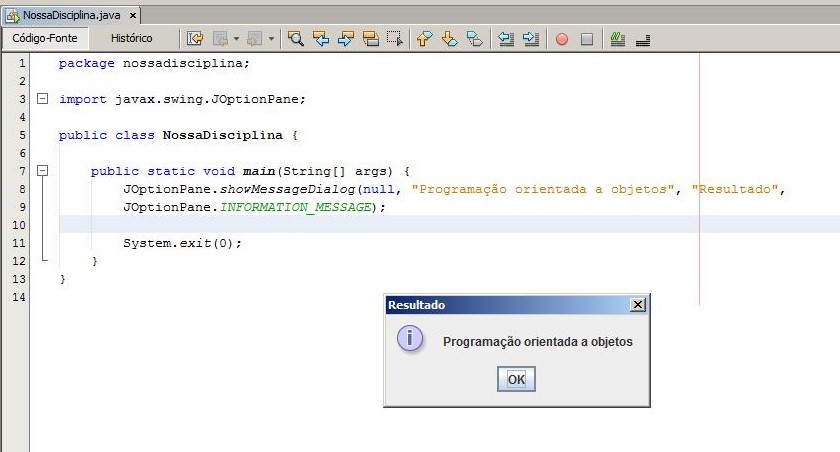 NossaDisciplina.java ×
Código-Fonte Histórico
1 package nossadisciplina;
2
3 import javax.swing.JOptionPane;
4
5 public class NossaDisciplina {
6
7 public static void main(String[] args) {
8 JOptionPane.showMessageDialog(null, "Programação orientada a objetos", "Resultado",
9 JOptionPane.INFORMATION_MESSAGE);
10
11 System.exit(0);
12 }
13 }
14
Resultado
Programação orientada a objetos
OK